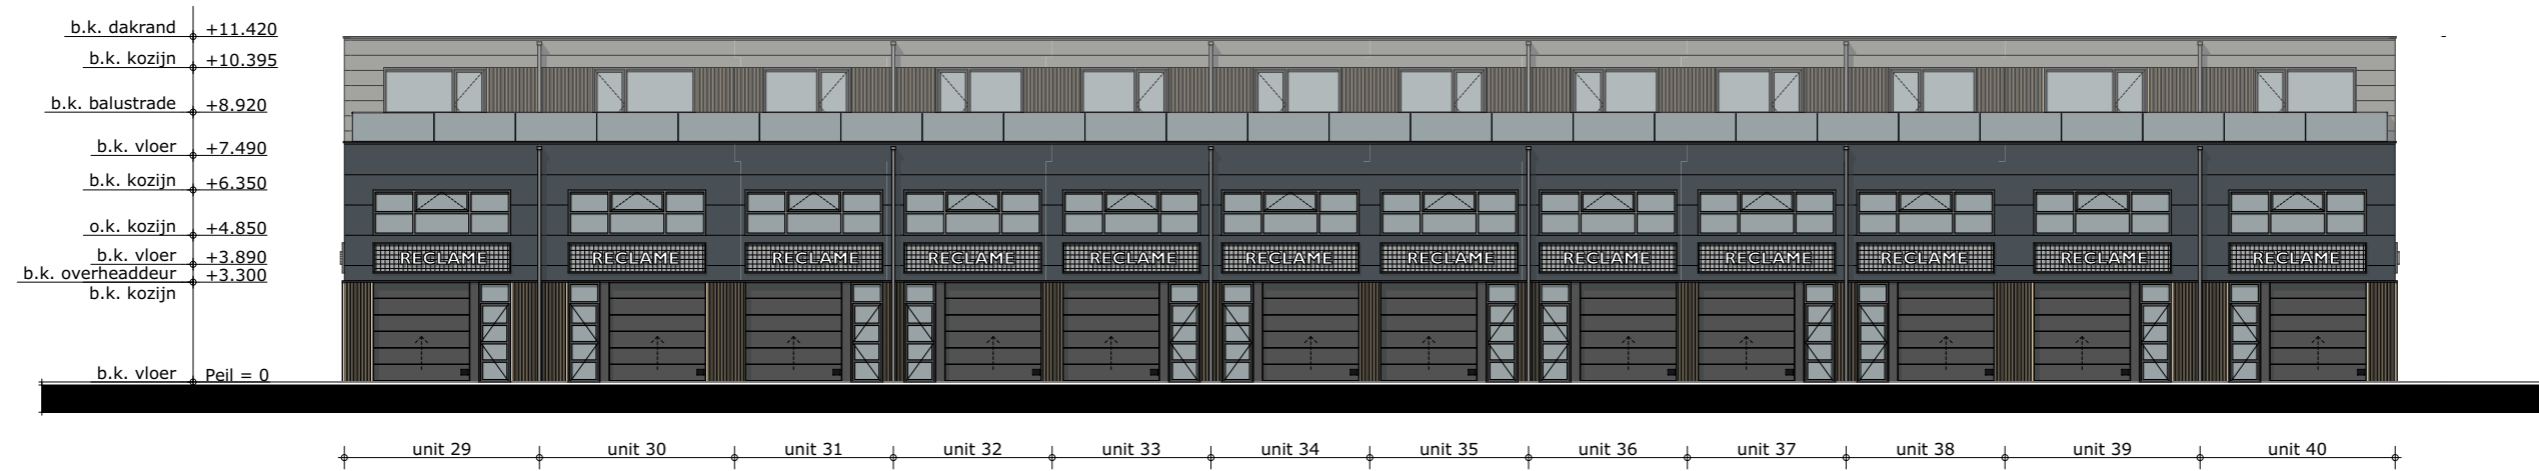 b.k. dakrand +11.420
b.k. kozijn +10.395
b.k. balustrade +8.920
b.k. vloer +7.490
b.k. kozijn +6.350
o.k. kozijn +4.850
b.k. vloer +3.890
b.k. overheaddeur +3.300
b.k. kozijn
b.k. vloer Peil = 0
RECLAME RECLAME RECLAME RECLAME RECLAME RECLAME RECLAME RECLAME RECLAME RECLAME RECLAME RECLAME
unit 29 unit 30 unit 31 unit 32 unit 33 unit 34 unit 35 unit 36 unit 37 unit 38 unit 39 unit 40